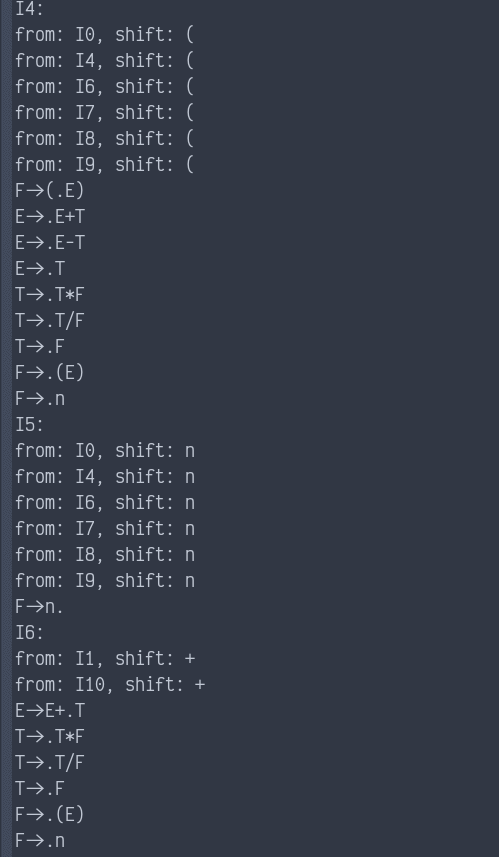 I4:
from: I0, shift: (
from: I4, shift: (
from: I6, shift: (
from: I7, shift: (
from: I8, shift: (
from: I9, shift: (
F→(.E)
E→.E+T
E→.E-T
E→.T
T→.T*F
T→.T/F
T→.F
F→.(E)
F→.n
I5:
from: I0, shift: n
from: I4, shift: n
from: I6, shift: n
from: I7, shift: n
from: I8, shift: n
from: I9, shift: n
F→n.
I6:
from: I1, shift: +
from: I10, shift: +
E→E+.T
T→.T*F
T→.T/F
T→.F
F→.(E)
F→.n